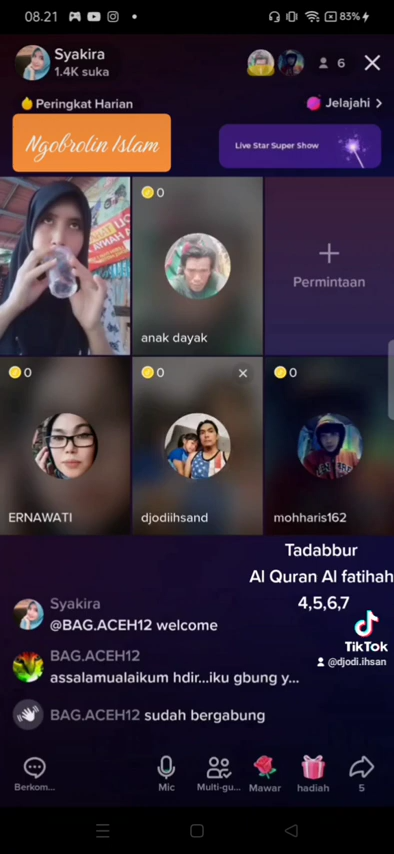 08.21
83%
Syakira
1.4K suka
6
Peringkat Harian
Jelajahi
Ngobrolin Islam
Live Star Super Show
0
anak dayak
Permintaan
0
0
0
ERNAWATI
djodiihsand
mohharis162
Tadabbur
Al Quran Al fatihah
4,5,6,7
TikTok
@djodi.ihsan
Syakira
@BAG.ACEH12 welcome
BAG.ACEH12
assalamualaikum hdir...iku gbung y...
BAG.ACEH12 sudah bergabung
Berkom...
Mic
Multi-gu...
Mawar
hadiah
5